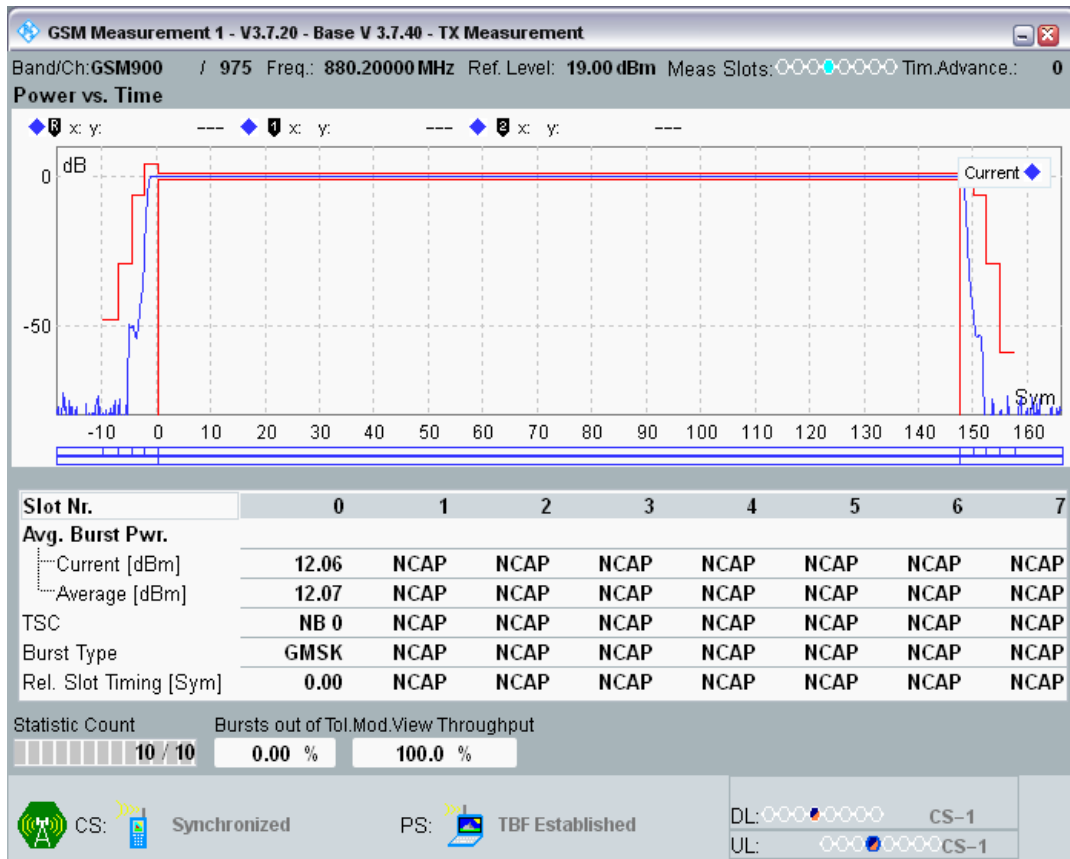 GSM Measurement 1 - V3.7.20 - Base V 3.7.40 - TX Measurement
Band/Ch:GSM900 / 975 Freq.: 880.20000 MHz Ref. Level: 19.00 dBm Meas Slots: Tim.Advance.: 0
Power vs. Time
R x: y: --- 1 x: y: --- 2 x: y: ---
dB
Current
0
-50
Sym
-10 0 10 20 30 40 50 60 70 80 90 100 110 120 130 140 150 160
Slot Nr. 0 1 2 3 4 5 6 7
Avg. Burst Pwr.
Current [dBm] 12.06 NCAP NCAP NCAP NCAP NCAP NCAP NCAP
Average [dBm] 12.07 NCAP NCAP NCAP NCAP NCAP NCAP NCAP
TSC NB 0 NCAP NCAP NCAP NCAP NCAP NCAP NCAP
Burst Type GMSK NCAP NCAP NCAP NCAP NCAP NCAP NCAP
Rel. Slot Timing [Sym] 0.00 NCAP NCAP NCAP NCAP NCAP NCAP NCAP
Statistic Count Bursts out of Tol. Mod.View Throughput
10 / 10 0.00 % 100.0 %
CS: Synchronized PS: TBF Established DL: CS-1
UL: CS-1